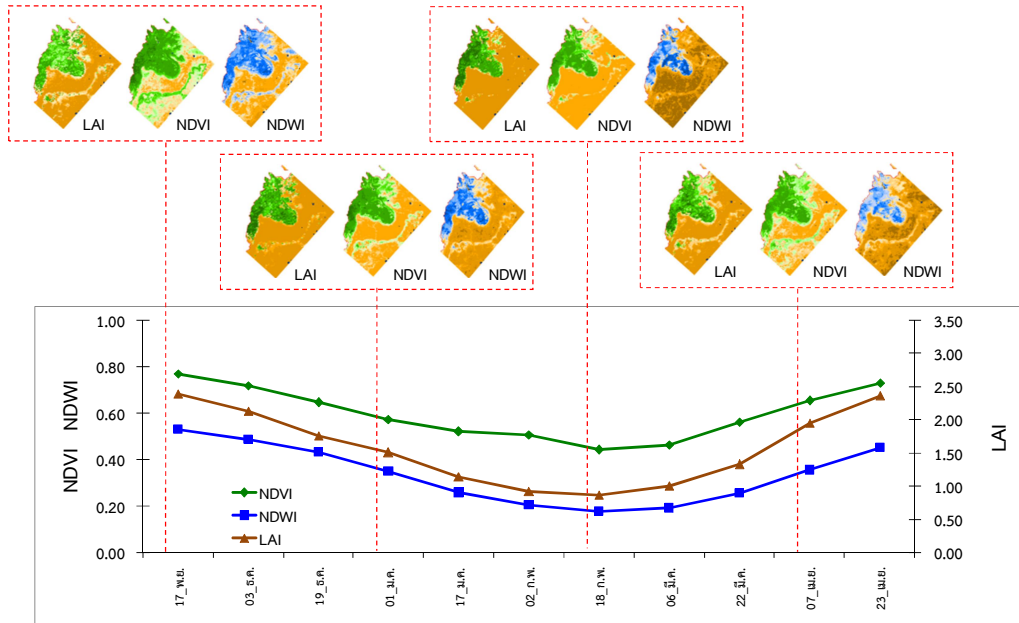 LAI NDVI NDWI
LAI NDVI NDWI
LAI NDVI NDWI
LAI NDVI NDWI
NDVI NDWI
1.00
0.80
0.60
0.40
0.20
0.00
NDVI
NDWI
LAI
LAI
3.50
3.00
2.50
2.00
1.50
1.00
0.50
0.00
17_พ.ย.
03_ธ.ค.
19_ธ.ค.
01_ม.ค.
17_ม.ค.
02_ก.พ.
18_ก.พ.
06_มี.ค.
22_มี.ค.
07_เม.ย.
23_เม.ย.